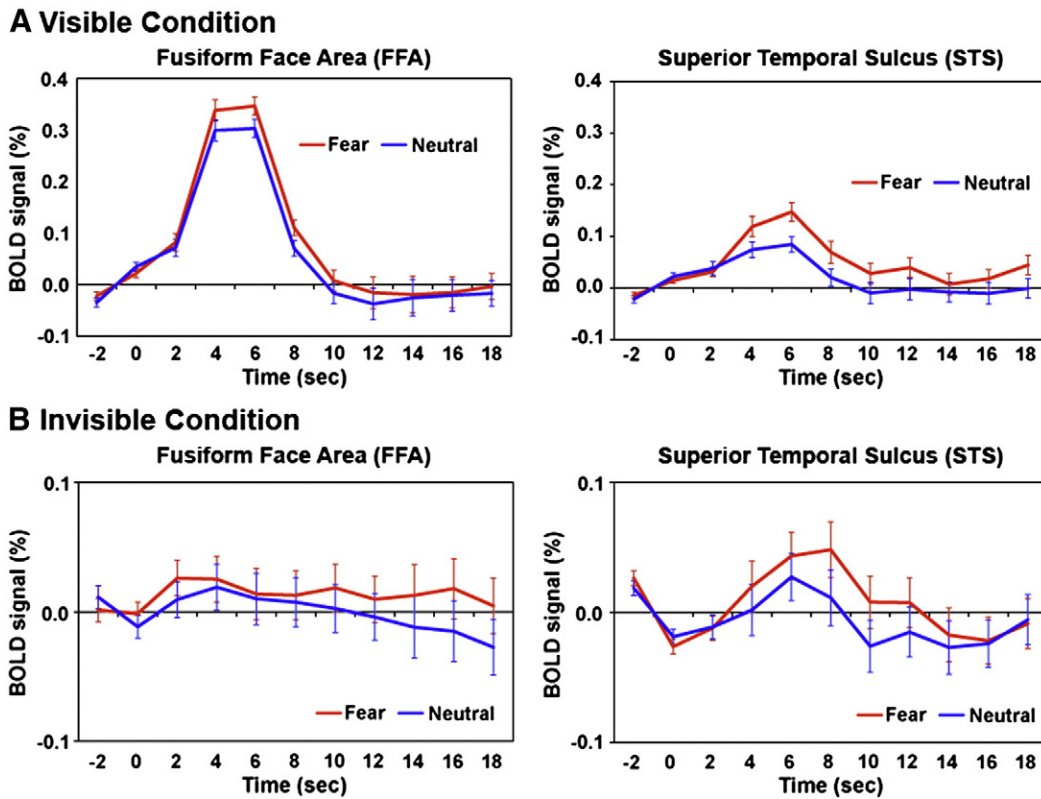 A Visible Condition
Fusiform Face Area (FFA)
0.4
0.3
0.2
0.1
0.0
-0.1
BOLD signal (%)
Fear Neutral
-2 0 2 4 6 8 10 12 14 16 18
Time (sec)
Superior Temporal Sulcus (STS)
0.4
0.3
0.2
0.1
0.0
-0.1
BOLD signal (%)
Fear Neutral
-2 0 2 4 6 8 10 12 14 16 18
Time (sec)
B Invisible Condition
Fusiform Face Area (FFA)
0.1
0.0
-0.1
BOLD signal (%)
Fear Neutral
-2 0 2 4 6 8 10 12 14 16 18
Time (sec)
Superior Temporal Sulcus (STS)
0.1
0.0
-0.1
BOLD signal (%)
Fear Neutral
-2 0 2 4 6 8 10 12 14 16 18
Time (sec)